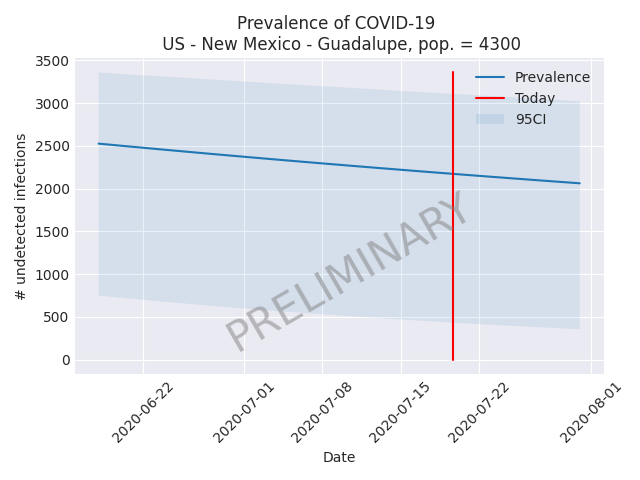 Prevalence of COVID-19
US - New Mexico - Guadalupe, pop. = 4300
Prevalence
Today
95CI
# undetected infections
3500
3000
2500
2000
1500
1000
500
0
PRELIMINARY
2020-06-22
2020-07-01
2020-07-08
2020-07-15
2020-07-22
2020-08-01
Date